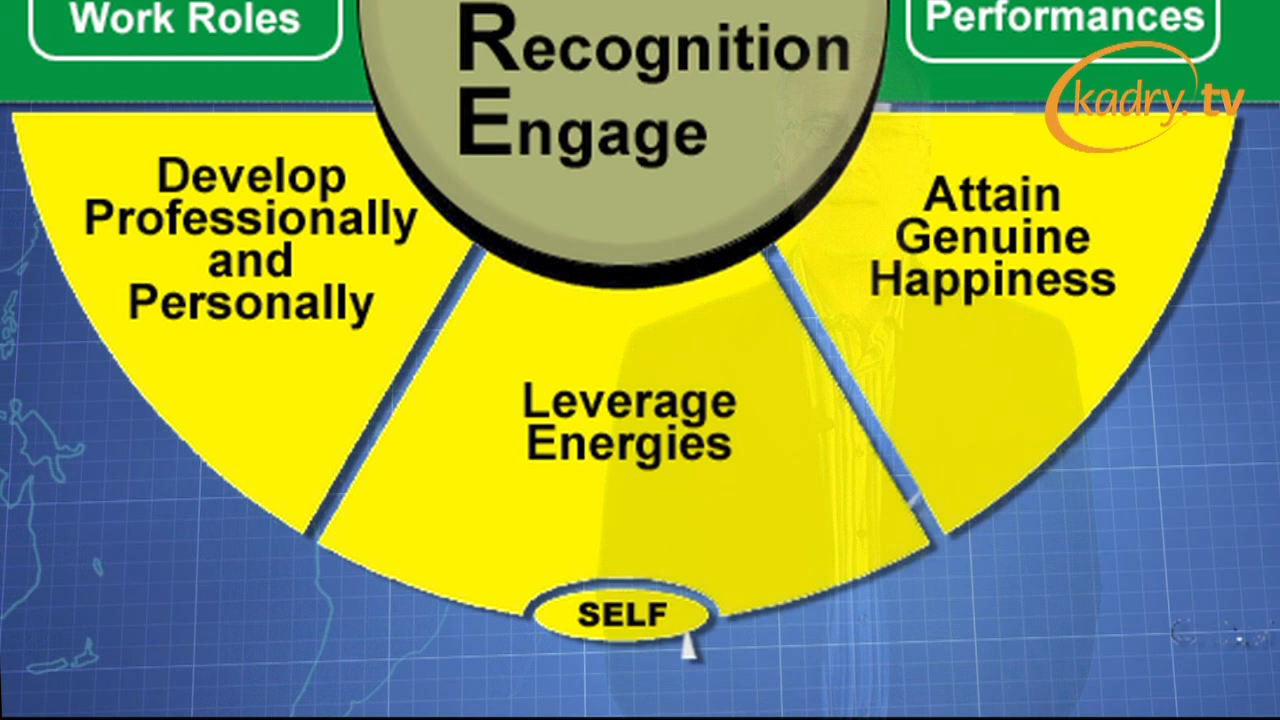 Work Roles
Recognition
Engage
Performances
kadry.tv
Develop
Professionally
and
Personally
Leverage
Energies
Attain
Genuine
Happiness
SELF